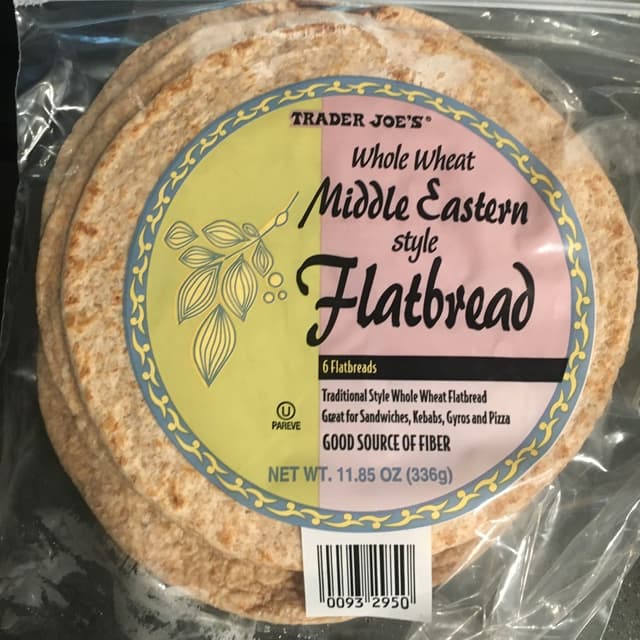 TRADER JOE'S®
Whole Wheat
Middle Eastern
style
Flatbread
6 Flatbreads
Traditional Style Whole Wheat Flatbread
Great for Sandwiches, Kebabs, Gyros and Pizza
GOOD SOURCE OF FIBER
U
PAREVE
NET WT. 11.85 OZ (336g)
0093 2950